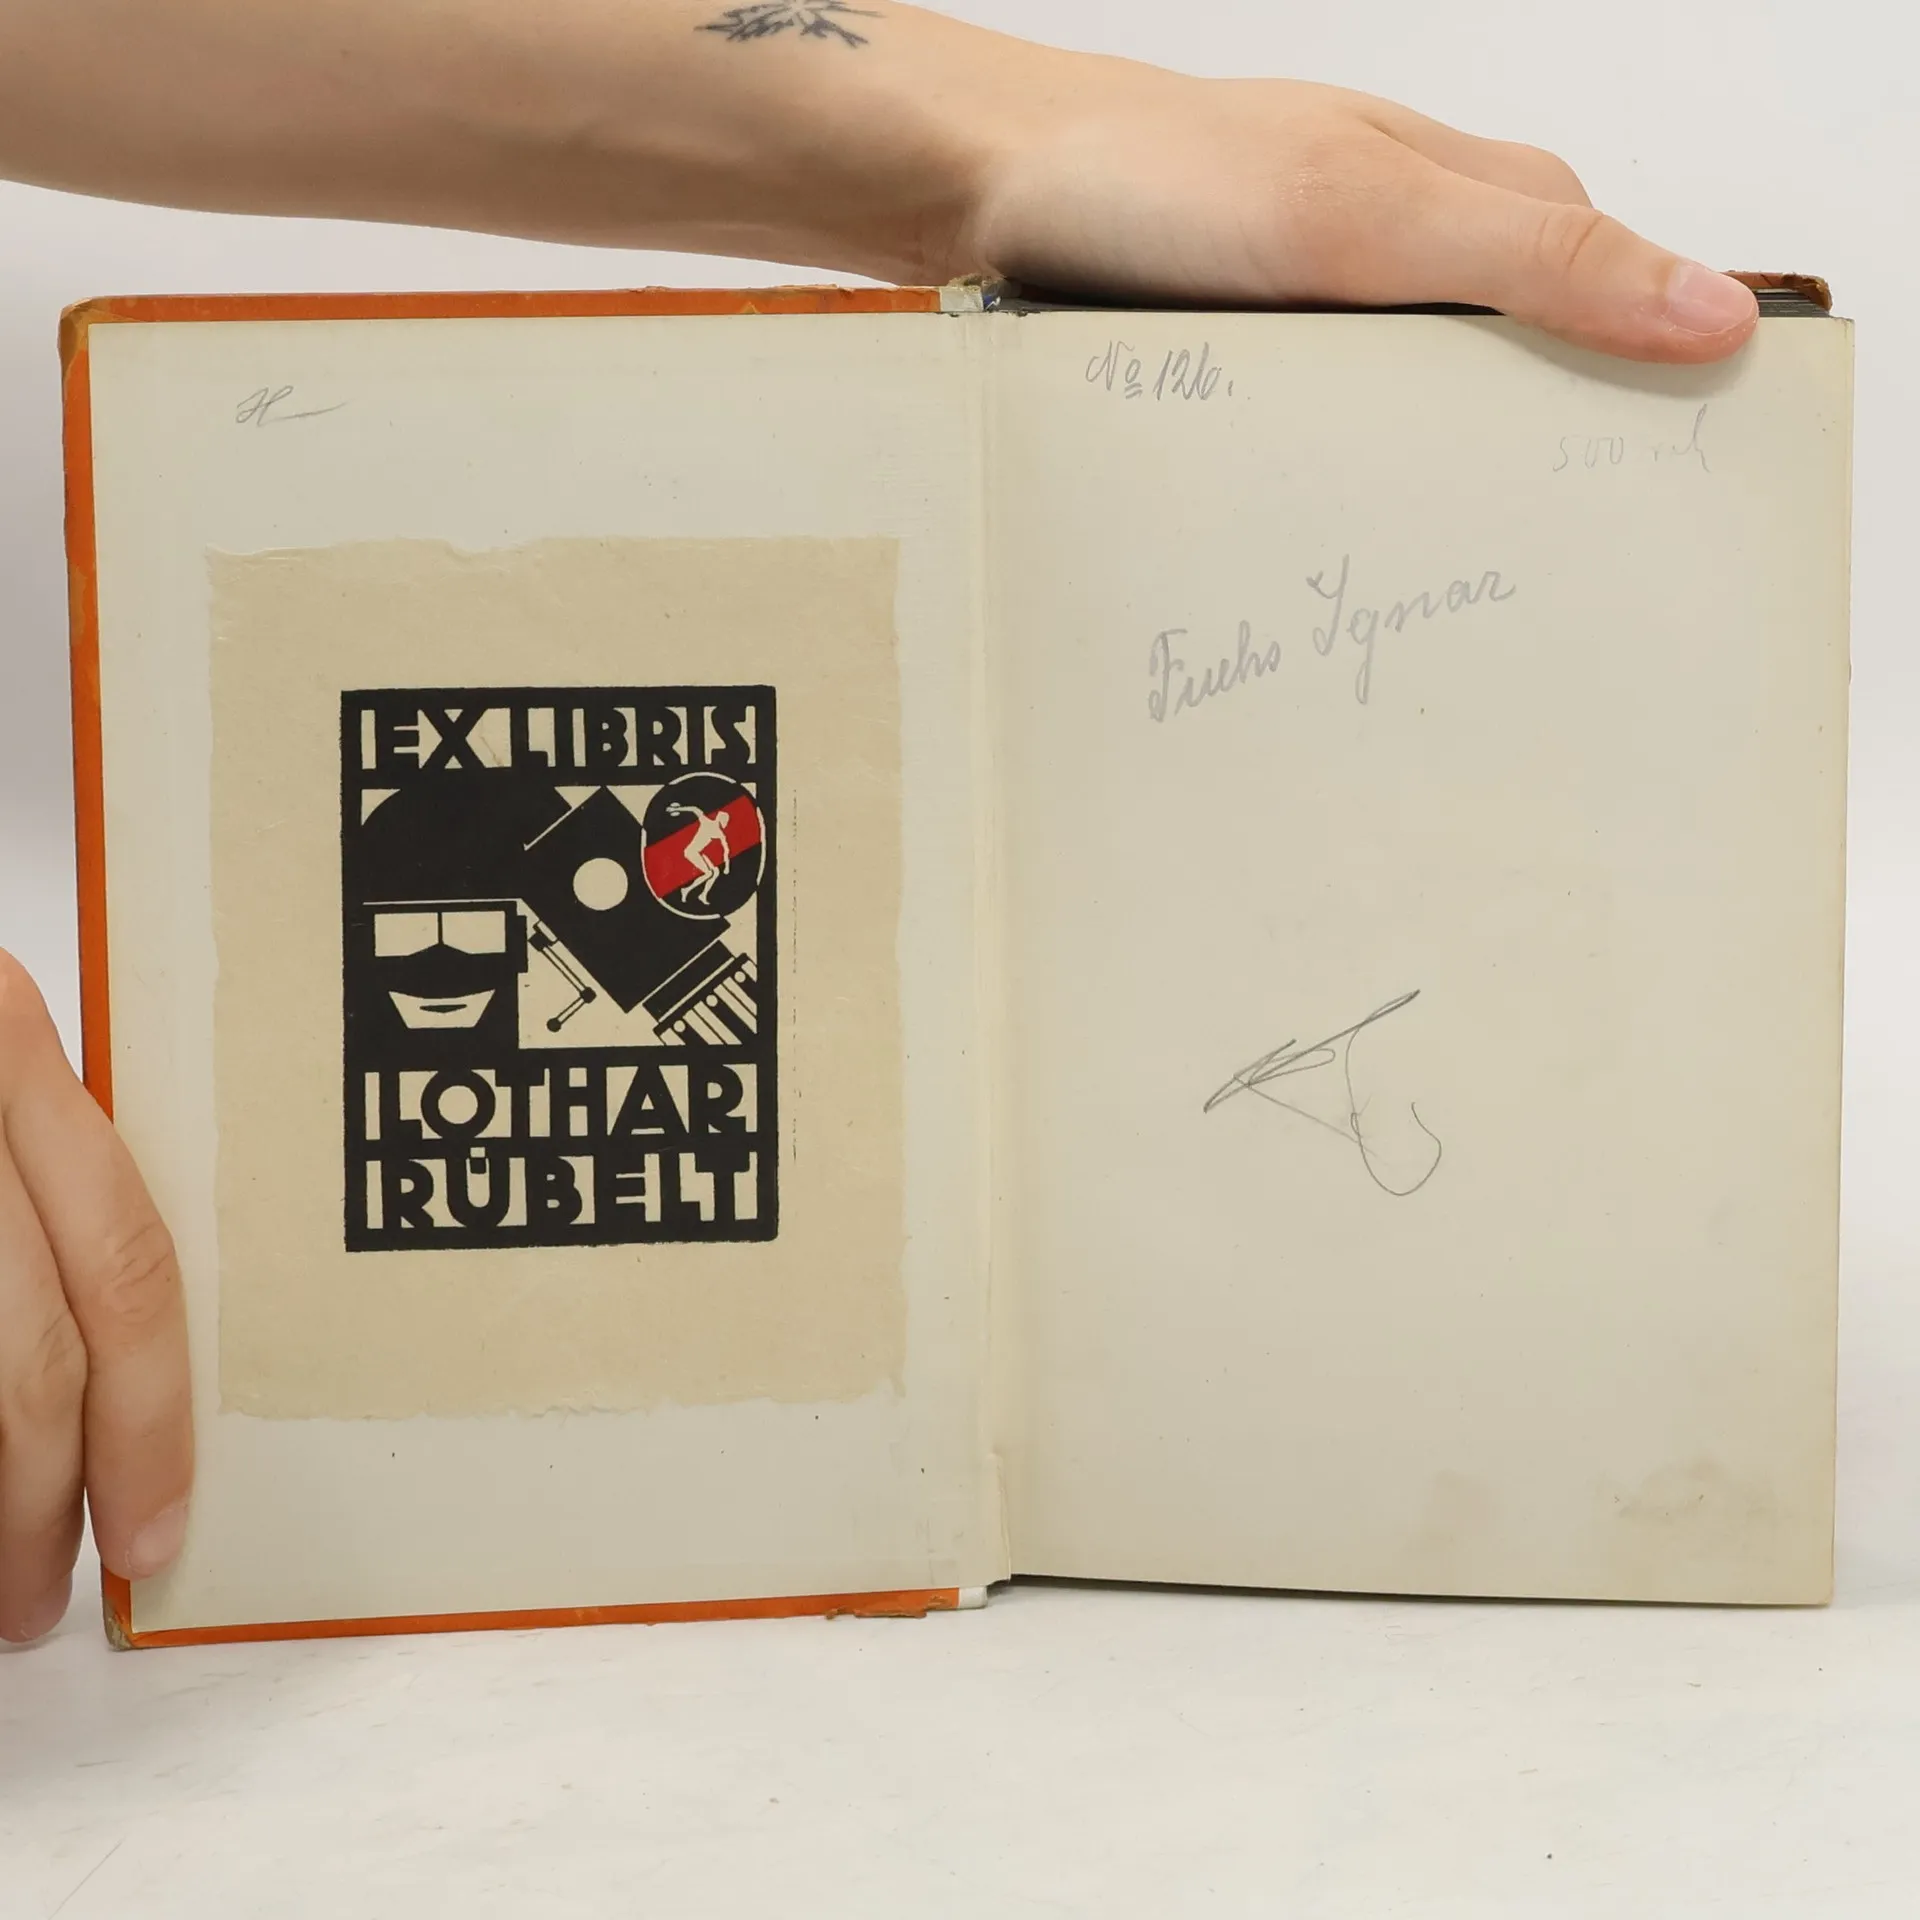 EX LIBRIS
LOTHAR
RÜBELT
No 126.
500
Fuchs Ignaz